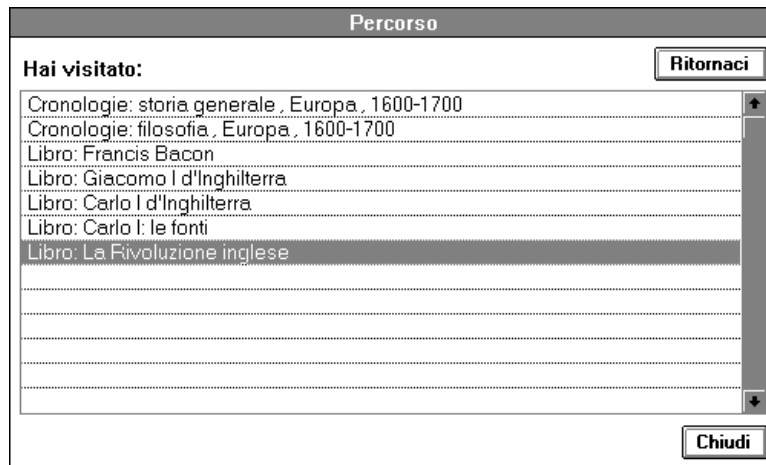 Percorso
Hai visitato:
Ritornaci
Cronologie: storia generale , Europa , 1600-1700
Cronologie: filosofia , Europa , 1600-1700
Libro: Francis Bacon
Libro: Giacomo I d'Inghilterra
Libro: Carlo I d'Inghilterra
Libro: Carlo I: le fonti
Libro: La Rivoluzione inglese
Chiudi